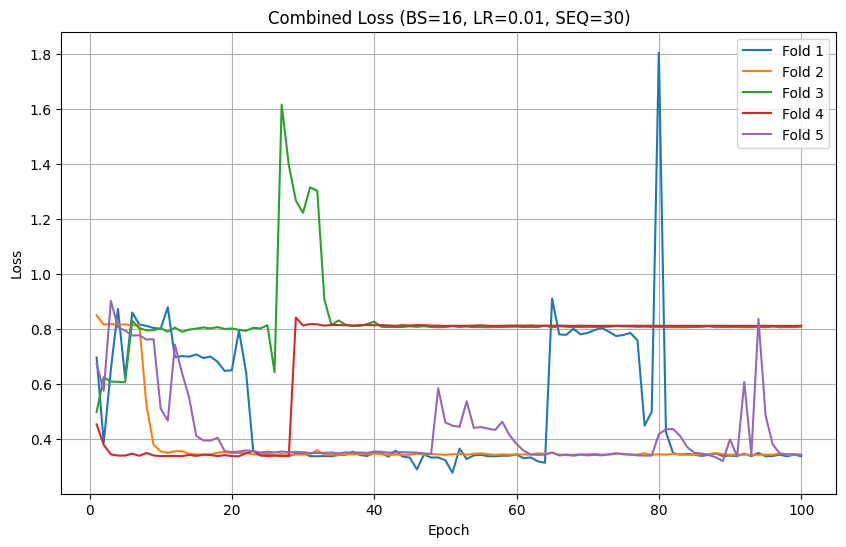 Combined Loss (BS=16, LR=0.01, SEQ=30)
Fold 1
Fold 2
Fold 3
Fold 4
Fold 5
Loss
1.8
1.6
1.4
1.2
1.0
0.8
0.6
0.4
0 20 40 60 80 100
Epoch